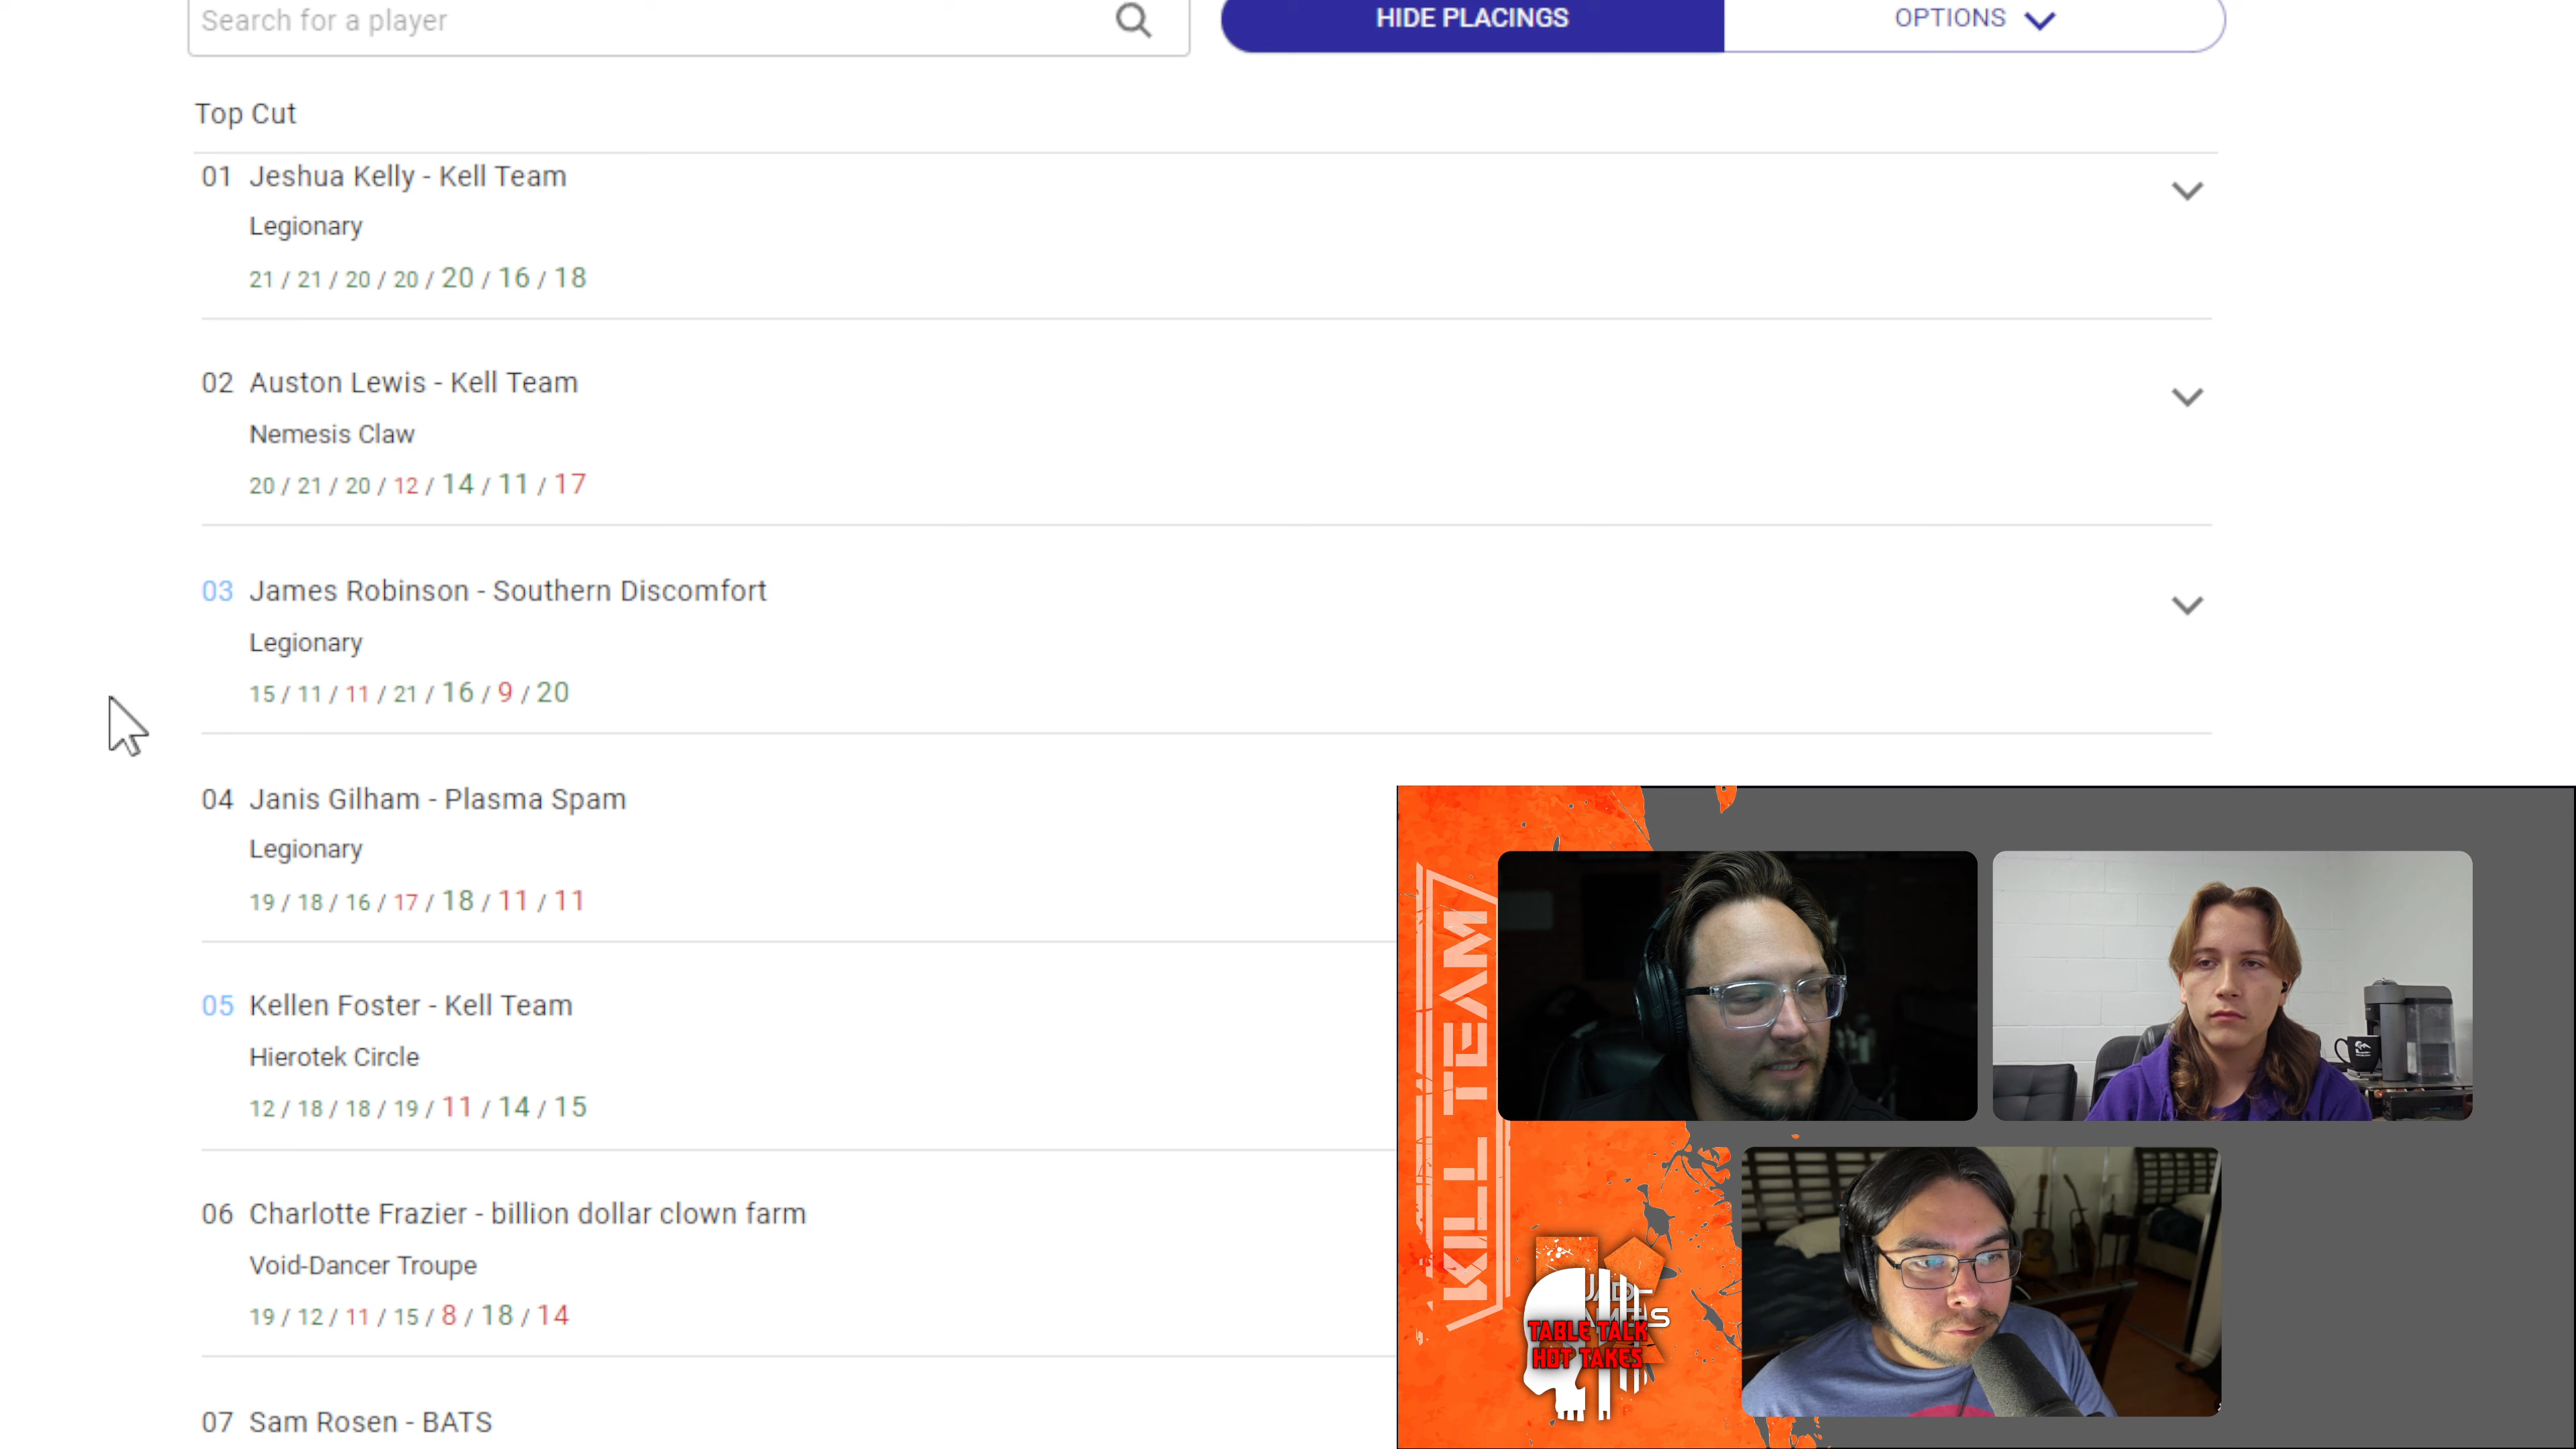 Search for a player
HIDE PLACINGS
OPTIONS
Top Cut
01 Jeshua Kelly - Kell Team
Legionary
21 / 21 / 20 / 20 / 20 / 16 / 18
02 Auston Lewis - Kell Team
Nemesis Claw
20 / 21 / 20 / 12 / 14 / 11 / 17
03 James Robinson - Southern Discomfort
Legionary
15 / 11 / 11 / 21 / 16 / 9 / 20
04 Janis Gilham - Plasma Spam
Legionary
19 / 18 / 16 / 17 / 18 / 11 / 11
05 Kellen Foster - Kell Team
Hierotek Circle
12 / 18 / 18 / 19 / 11 / 14 / 15
06 Charlotte Frazier - billion dollar clown farm
Void-Dancer Troupe
19 / 12 / 11 / 15 / 8 / 18 / 14
07 Sam Rosen - BATS
KILL TEAM
TABLE TALK
HOT TAKES